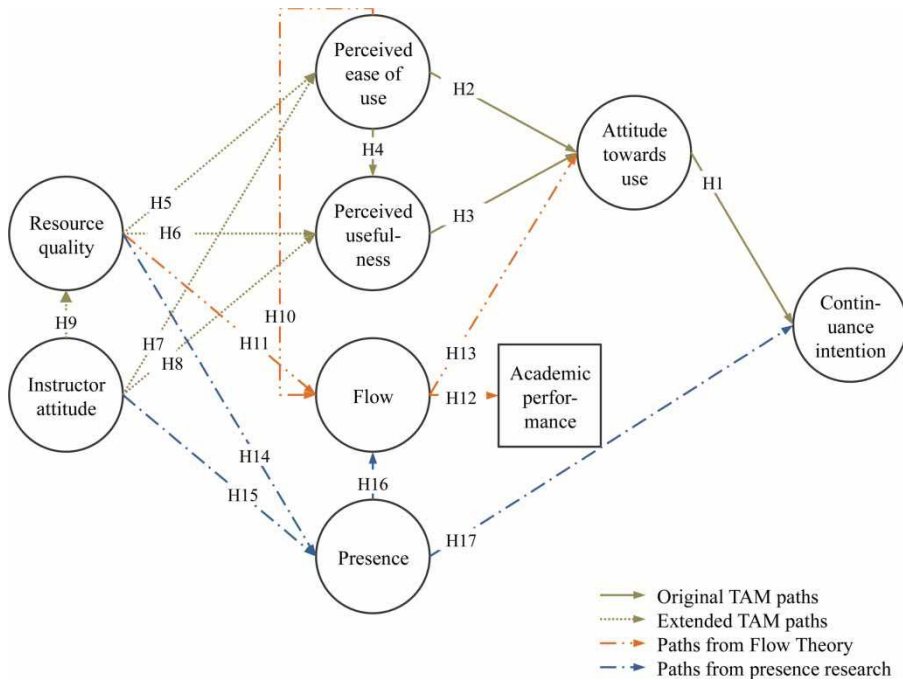 Perceived
ease of
use
H2
Attitude
towards
use
H4
H1
H5
Resource
quality
H6
Perceived
useful-
ness
H3
Contin-
uance
intention
H9
H7
H10
H11
H8
H13
Instructor
attitude
Flow
H12
Academic
perfor-
mance
H14
H15
H16
Presence
H17
Original TAM paths
Extended TAM paths
Paths from Flow Theory
Paths from presence research